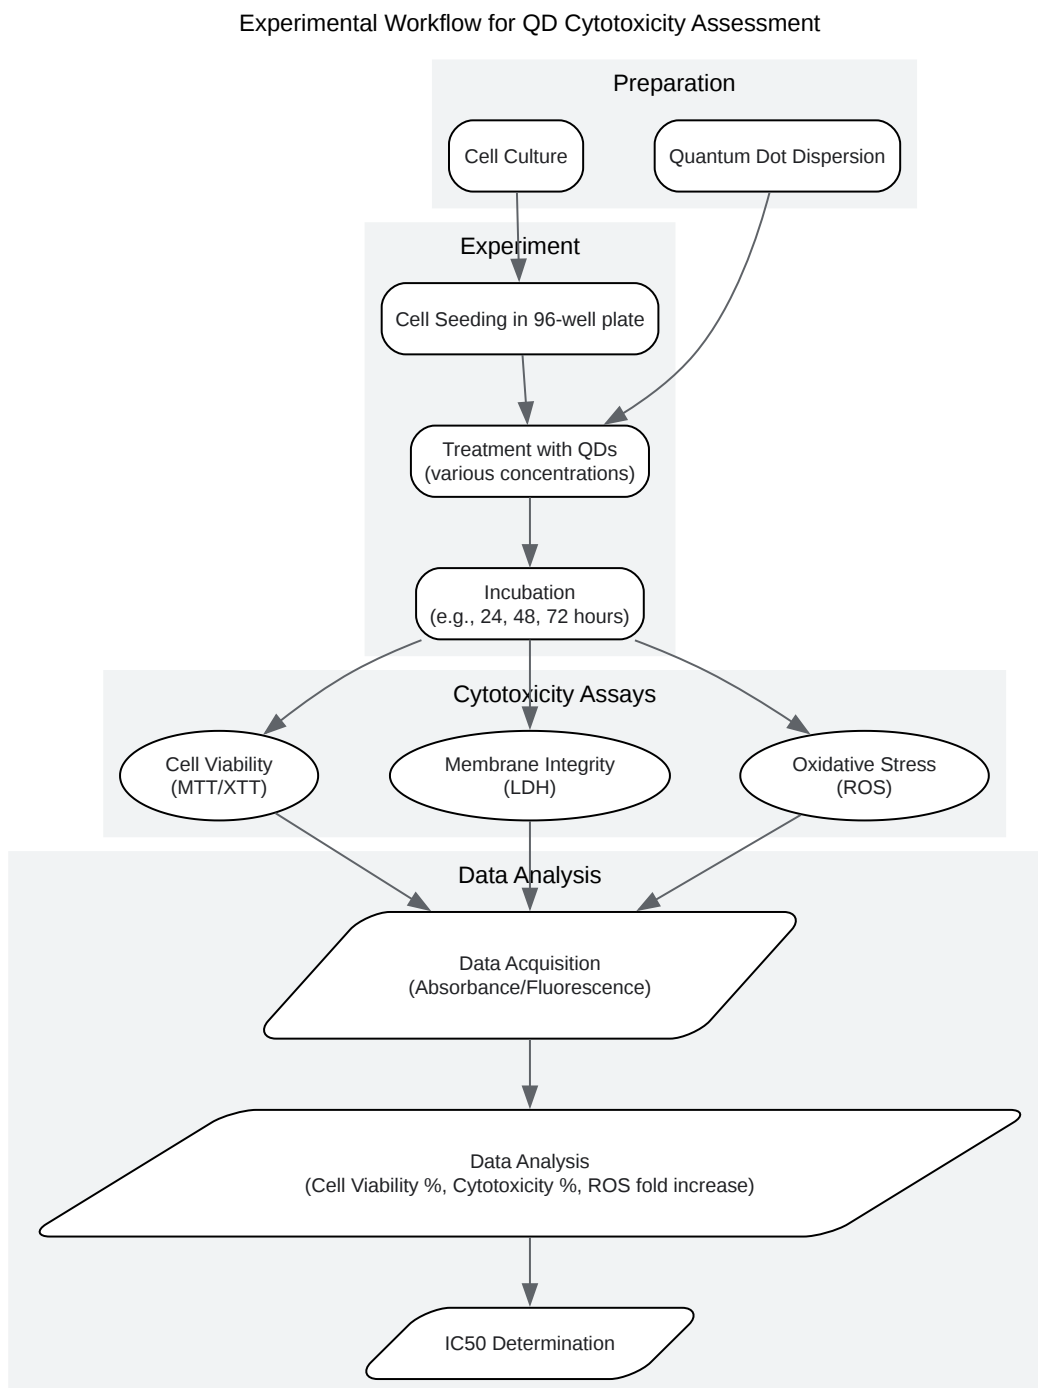 Experimental Workflow for QD Cytotoxicity Assessment
Preparation
Cell Culture
Quantum Dot Dispersion
Experiment
Cell Seeding in 96-well plate
Treatment with QDs
(various concentrations)
Incubation
(e.g., 24, 48, 72 hours)
Cytotoxicity Assays
Cell Viability
(MTT/XTT)
Membrane Integrity
(LDH)
Oxidative Stress
(ROS)
Data Analysis
Data Acquisition
(Absorbance/Fluorescence)
Data Analysis
(Cell Viability %, Cytotoxicity %, ROS fold increase)
IC50 Determination